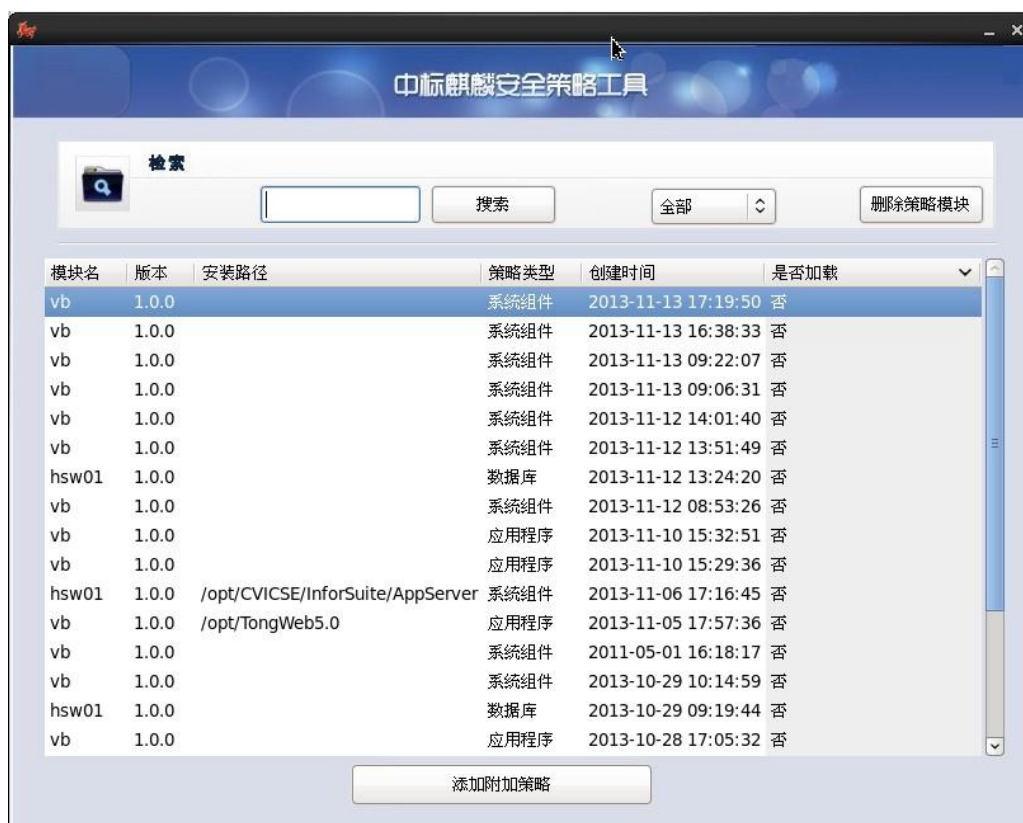 中标麒麟安全策略工具
检索
搜索 全部 删除策略模块
模块名 版本 安装路径 策略类型 创建时间 是否加载
vb 1.0.0 系统组件 2013-11-13 17:19:50 否
vb 1.0.0 系统组件 2013-11-13 16:38:33 否
vb 1.0.0 系统组件 2013-11-13 09:22:07 否
vb 1.0.0 系统组件 2013-11-13 09:06:31 否
vb 1.0.0 系统组件 2013-11-12 14:01:40 否
vb 1.0.0 系统组件 2013-11-12 13:51:49 否
hsw01 1.0.0 数据库 2013-11-12 13:24:20 否
vb 1.0.0 系统组件 2013-11-12 08:53:26 否
vb 1.0.0 应用程序 2013-11-10 15:32:51 否
vb 1.0.0 应用程序 2013-11-10 15:29:36 否
hsw01 1.0.0 /opt/CVICSE/InforSuite/AppServer 系统组件 2013-11-06 17:16:45 否
vb 1.0.0 /opt/TongWeb5.0 应用程序 2013-11-05 17:57:36 否
vb 1.0.0 系统组件 2011-05-01 16:18:17 否
vb 1.0.0 系统组件 2013-10-29 10:14:59 否
hsw01 1.0.0 数据库 2013-10-29 09:19:44 否
vb 1.0.0 应用程序 2013-10-28 17:05:32 否
添加附加策略